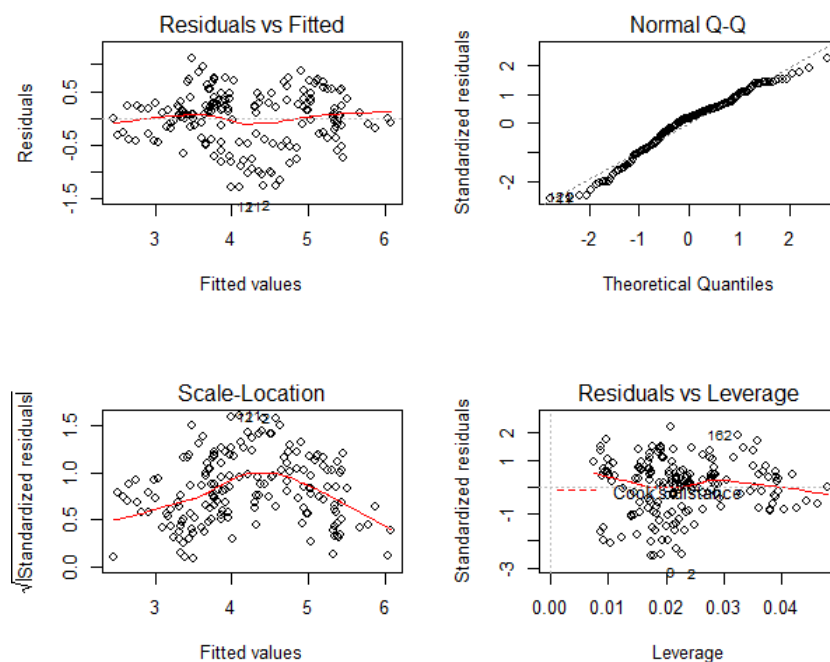 Residuals vs Fitted
Residuals
0.5
-0.5
-1.5
3 4 5 6
Fitted values
Normal Q-Q
Standardized residuals
2
0
-2
-2 -1 0 1 2
Theoretical Quantiles
Scale-Location
√|Standardized residuals|
1.5
1.0
0.5
0.0
3 4 5 6
Fitted values
Residuals vs Leverage
Standardized residuals
2
1
-1
-3
162
Cook's distance
9 2
0.00 0.01 0.02 0.03 0.04
Leverage